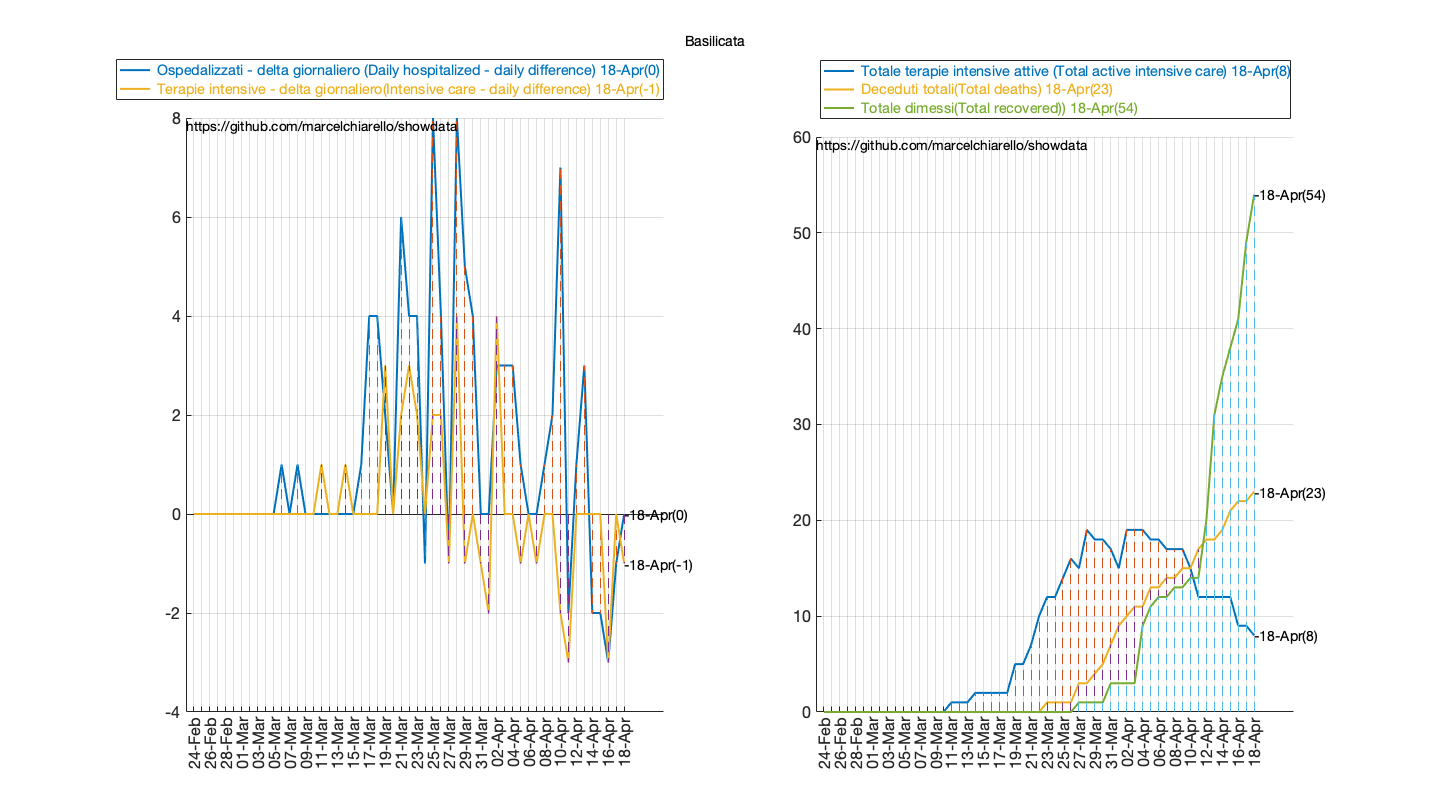 Basilicata
Ospedalizzati - delta giornaliero (Daily hospitalized - daily difference) 18-Apr(0)
Terapie intensive - delta giornaliero(Intensive care - daily difference) 18-Apr(-1)
https://github.com/marcelchiarello/showdata
8
6
4
2
0
-2
-4
18-Apr(0)
18-Apr(-1)
24-Feb
26-Feb
28-Feb
01-Mar
03-Mar
05-Mar
07-Mar
09-Mar
11-Mar
13-Mar
15-Mar
17-Mar
19-Mar
21-Mar
23-Mar
25-Mar
27-Mar
29-Mar
31-Mar
02-Apr
04-Apr
06-Apr
08-Apr
10-Apr
12-Apr
14-Apr
16-Apr
18-Apr
Totale terapie intensive attive (Total active intensive care) 18-Apr(8)
Deceduti totali(Total deaths) 18-Apr(23)
Totale dimessi(Total recovered)) 18-Apr(54)
https://github.com/marcelchiarello/showdata
60
50
40
30
20
10
0
18-Apr(54)
18-Apr(23)
18-Apr(8)
24-Feb
26-Feb
28-Feb
01-Mar
03-Mar
05-Mar
07-Mar
09-Mar
11-Mar
13-Mar
15-Mar
17-Mar
19-Mar
21-Mar
23-Mar
25-Mar
27-Mar
29-Mar
31-Mar
02-Apr
04-Apr
06-Apr
08-Apr
10-Apr
12-Apr
14-Apr
16-Apr
18-Apr